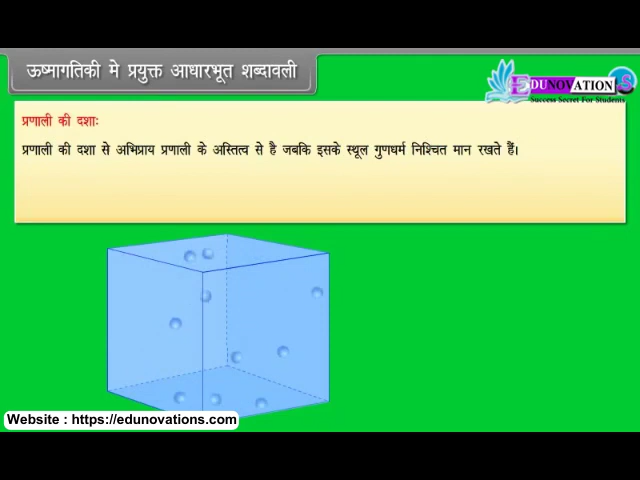 ऊष्मागतिकी मे प्रयुक्त आधारभूत शब्दावली
EDUNOVATIONS
Success Secret For Students
प्रणाली की दशाः
प्रणाली की दशा से अभिप्राय प्रणाली के अस्तित्व से है जबकि इसके स्थूल गुणधर्म निश्चित मान रखते हैं।
Website : https://edunovations.com/